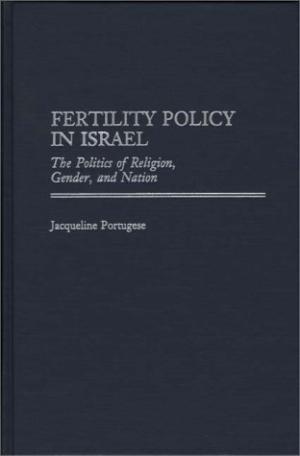 FERTILITY POLICY
IN ISRAEL
The Politics of Religion,
Gender, and Nation
Jacqueline Portugese